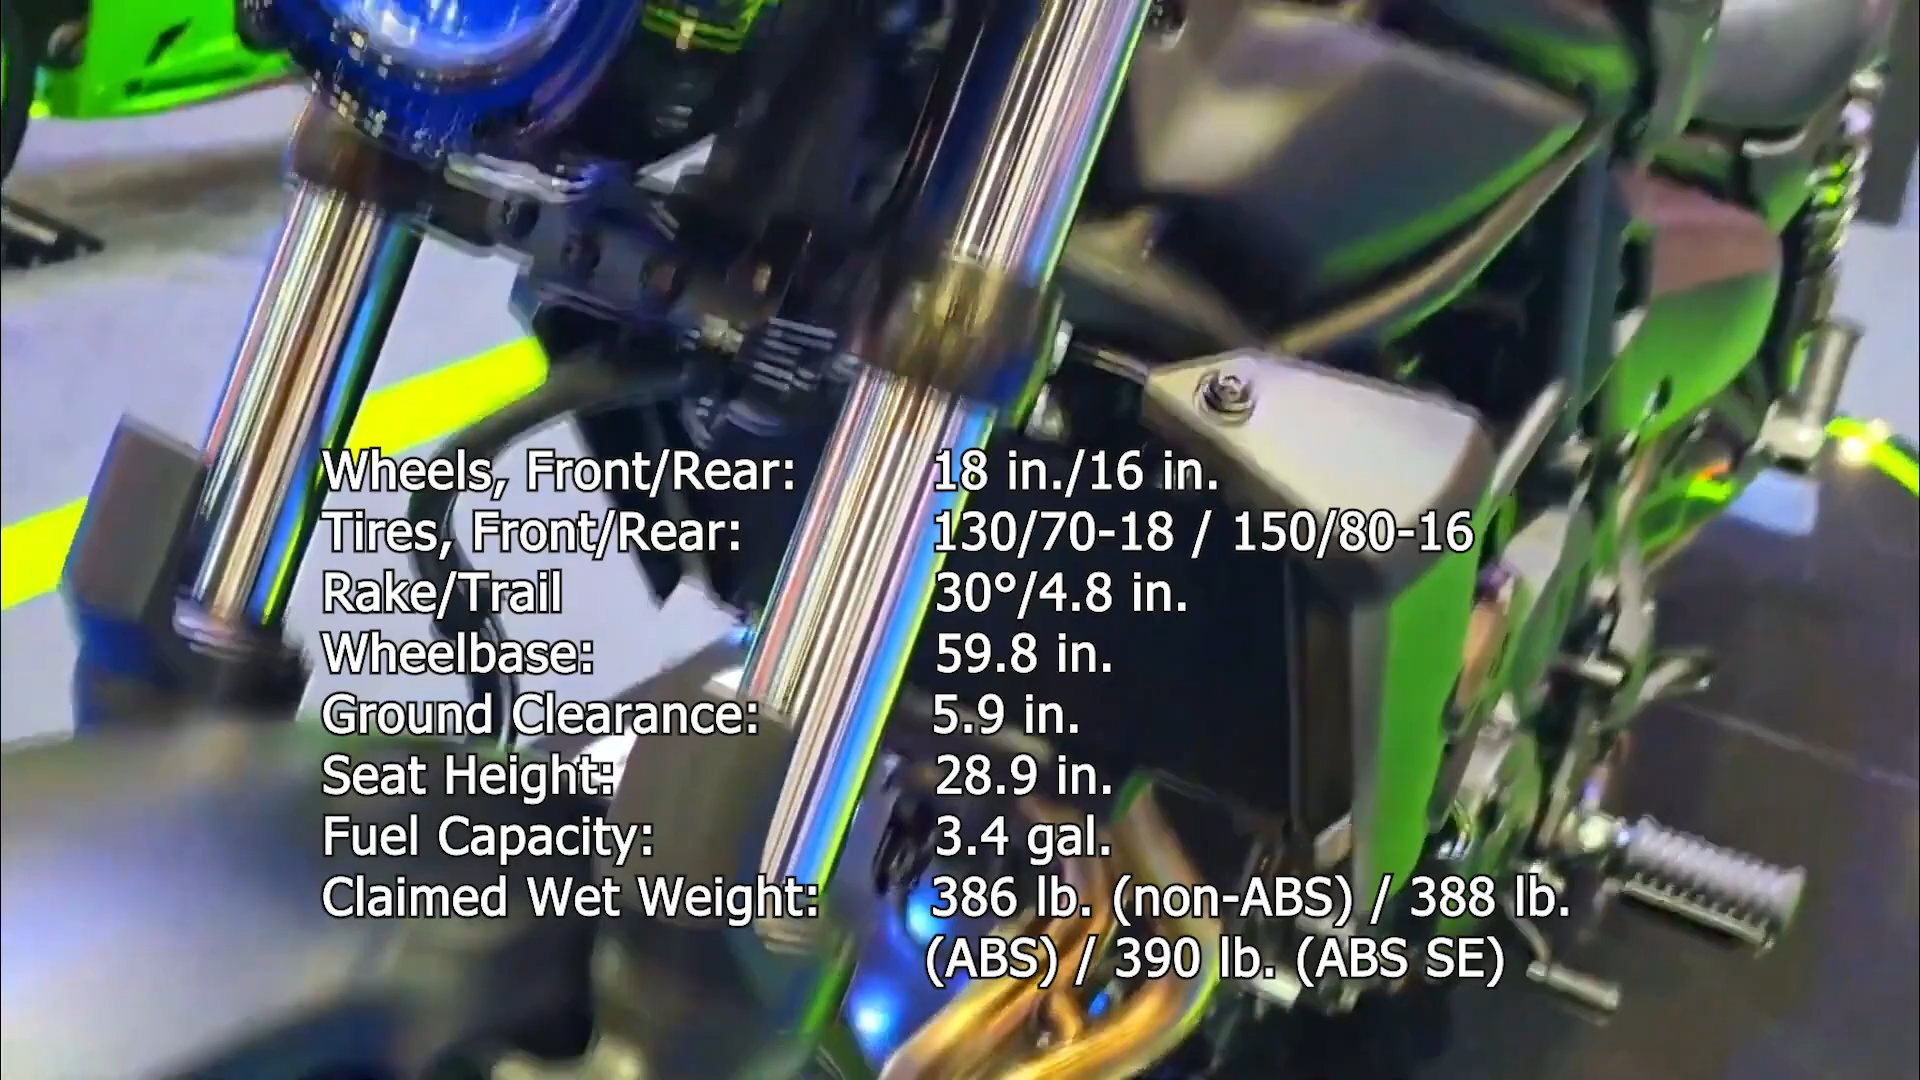 Wheels, Front/Rear: 18 in./16 in.
Tires, Front/Rear: 130/70-18 / 150/80-16
Rake/Trail 30°/4.8 in.
Wheelbase: 59.8 in.
Ground Clearance: 5.9 in.
Seat Height: 28.9 in.
Fuel Capacity: 3.4 gal.
Claimed Wet Weight: 386 lb. (non-ABS) / 388 lb.
(ABS) / 390 lb. (ABS SE)